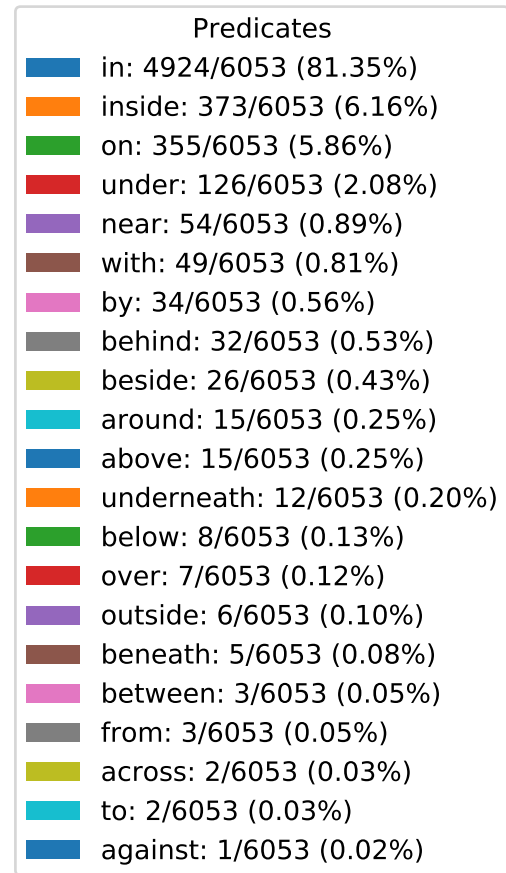 Predicates
in: 4924/6053 (81.35%)
inside: 373/6053 (6.16%)
on: 355/6053 (5.86%)
under: 126/6053 (2.08%)
near: 54/6053 (0.89%)
with: 49/6053 (0.81%)
by: 34/6053 (0.56%)
behind: 32/6053 (0.53%)
beside: 26/6053 (0.43%)
around: 15/6053 (0.25%)
above: 15/6053 (0.25%)
underneath: 12/6053 (0.20%)
below: 8/6053 (0.13%)
over: 7/6053 (0.12%)
outside: 6/6053 (0.10%)
beneath: 5/6053 (0.08%)
between: 3/6053 (0.05%)
from: 3/6053 (0.05%)
across: 2/6053 (0.03%)
to: 2/6053 (0.03%)
against: 1/6053 (0.02%)